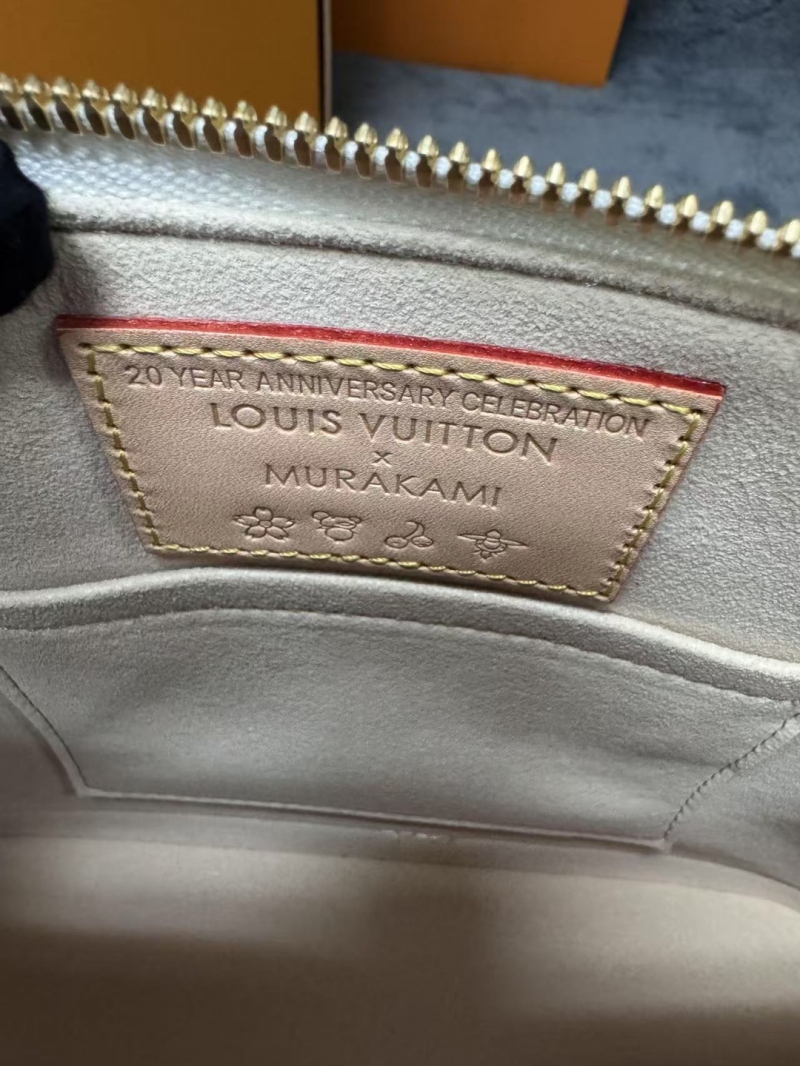 20 YEAR ANNIVERSARY CELEBRATION
LOUIS VUITTON
×
MURAKAMI